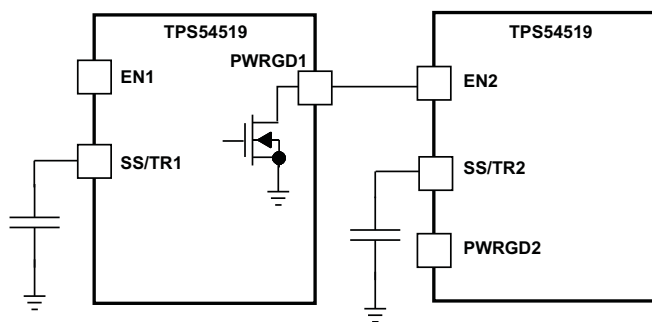 TPS54519
PWRGD1
EN1
SS/TR1
TPS54519
EN2
SS/TR2
PWRGD2